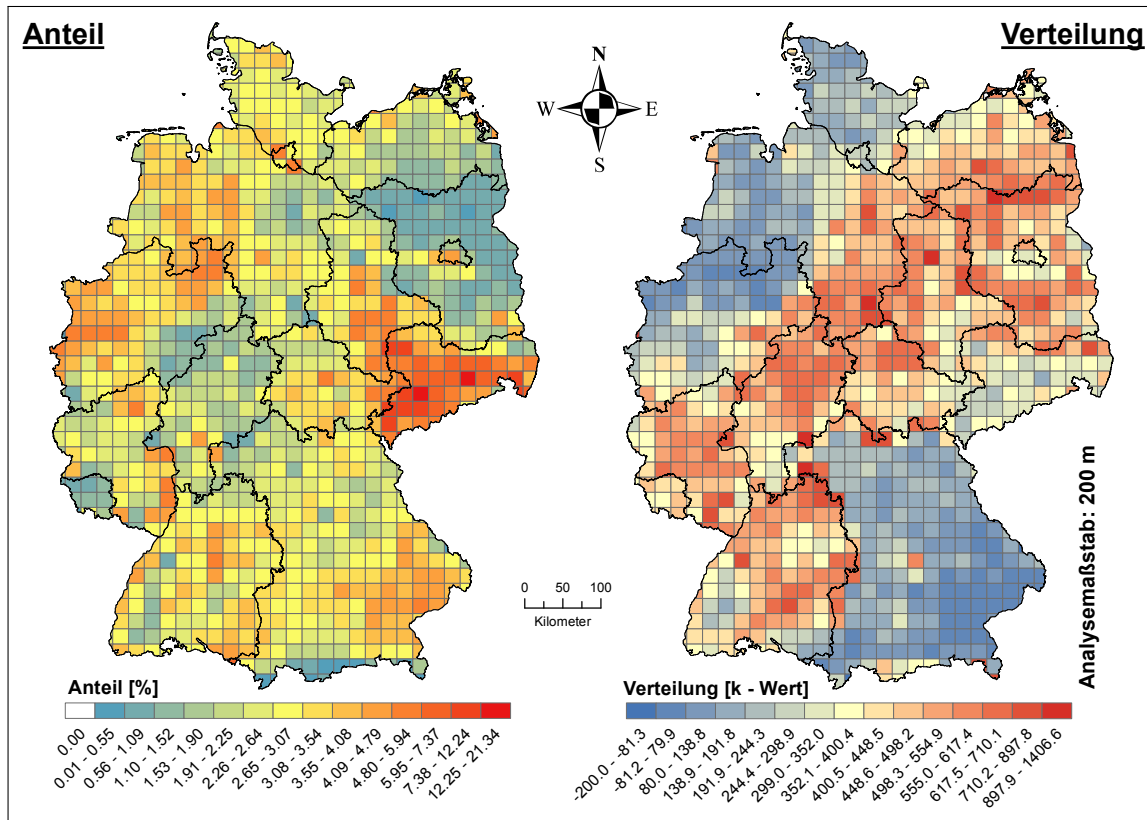 Anteil
Verteilung
N
W E
S
Analysemaßstab: 200 m
0 50 100
Kilometer
Anteil [%]
0.00
0.01 - 0.55
0.56 - 1.09
1.10 - 1.52
1.53 - 1.90
1.91 - 2.25
2.26 - 2.64
2.65 - 3.07
3.08 - 3.54
3.55 - 4.08
4.09 - 4.79
4.80 - 5.94
5.95 - 7.37
7.38 - 12.24
12.25 - 21.34
Verteilung [k - Wert]
-200.0 - -81.3
-81.2 - 79.9
80.0 - 138.8
138.9 - 191.8
191.9 - 244.3
244.4 - 298.9
299.0 - 352.0
352.1 - 400.4
400.5 - 448.5
448.6 - 498.2
498.3 - 554.9
555.0 - 617.4
617.5 - 710.1
710.2 - 897.8
897.9 - 1406.6